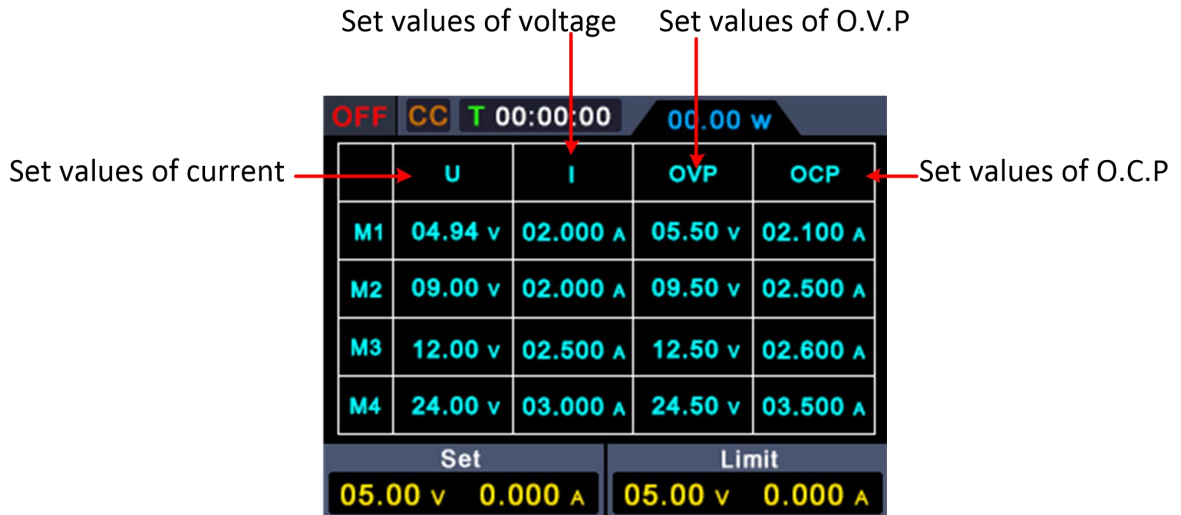 Set values of voltage Set values of O.V.P
OFF CC T 00:00:00 00.00 w
Set values of current U I OVP OCP Set values of O.C.P
M1 04.94 v 02.000 A 05.50 v 02.100 A
M2 09.00 v 02.000 A 09.50 v 02.500 A
M3 12.00 v 02.500 A 12.50 v 02.600 A
M4 24.00 v 03.000 A 24.50 v 03.500 A
Set Limit
05.00 v 0.000 A 05.00 v 0.000 A